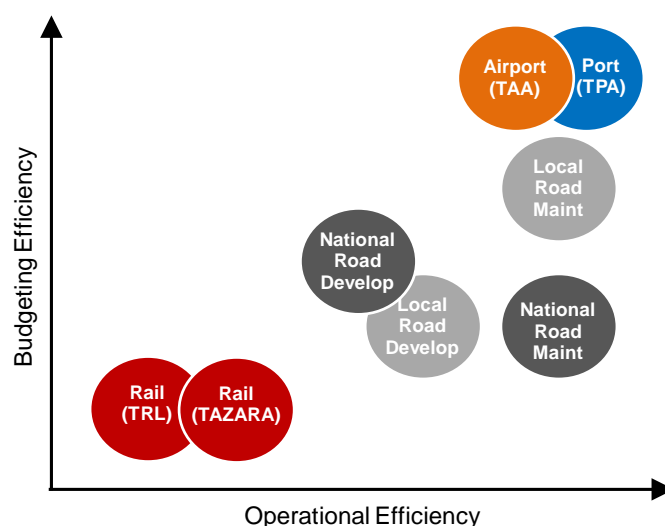 Budgeting Efficiency
Airport
(TAA)
Port
(TPA)
Local
Road
Maint
National
Road
Develop
Local
Road
Develop
National
Road
Maint
Rail
(TRL)
Rail
(TAZARA)
Operational Efficiency